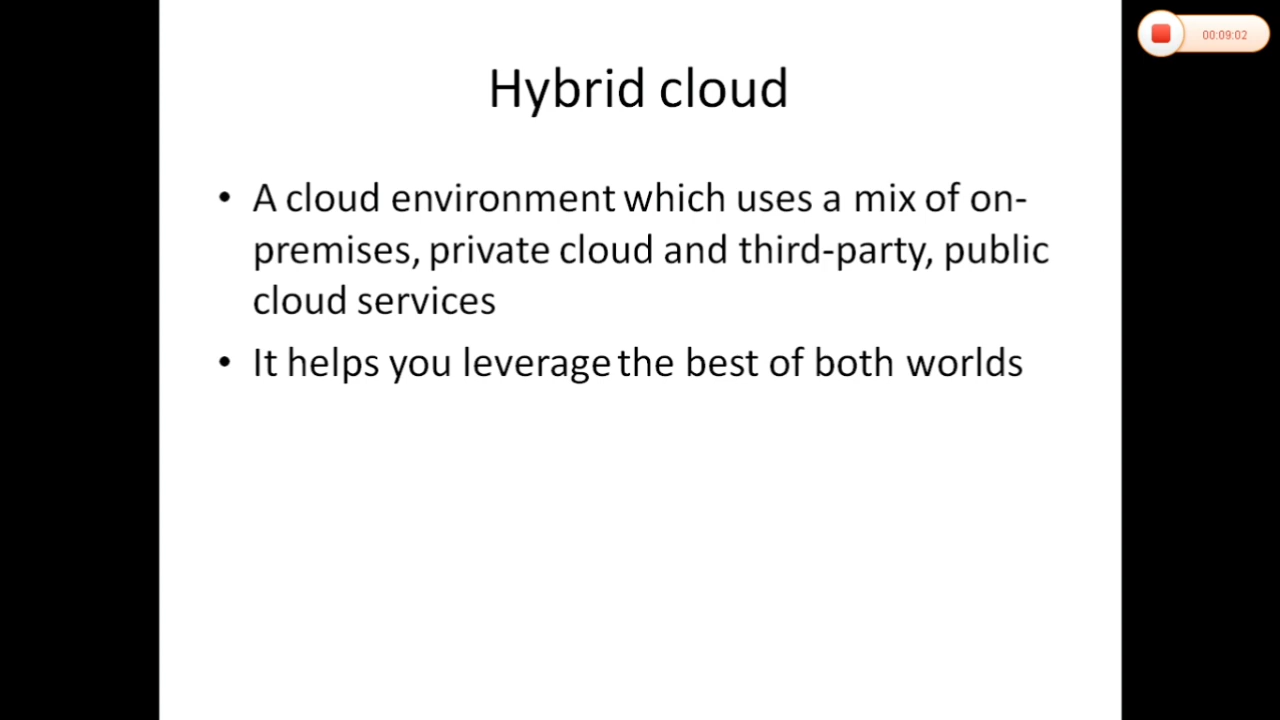 00:09:02
Hybrid cloud
• A cloud environment which uses a mix of on-
premises, private cloud and third-party, public
cloud services
• It helps you leverage the best of both worlds